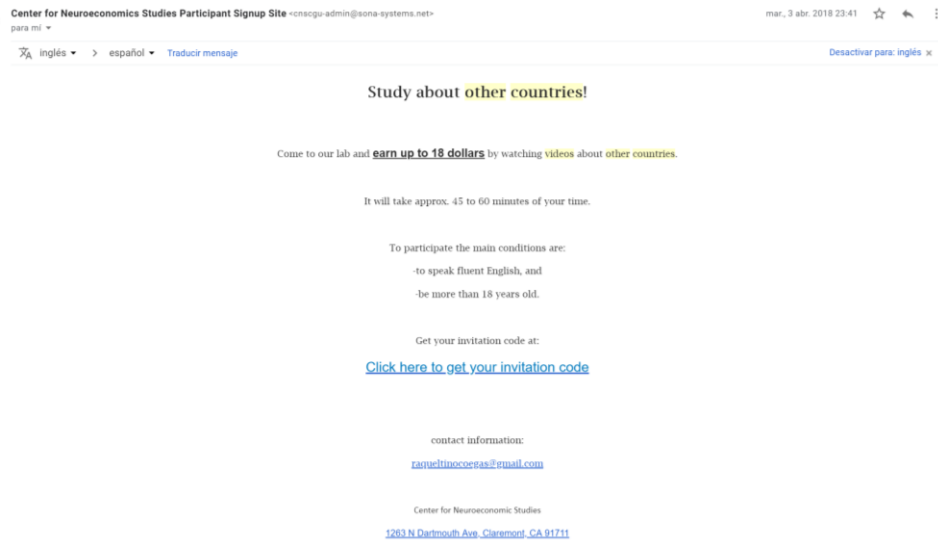 Center for Neuroeconomics Studies Participant Signup Site <cnscgu-admin@sona-systems.net>
mar., 3 abr. 2018 23:41
para mí
inglés > español Traducir mensaje
Desactivar para: inglés ×
Study about other countries!
Come to our lab and earn up to 18 dollars by watching videos about other countries.
It will take approx. 45 to 60 minutes of your time.
To participate the main conditions are:
-to speak fluent English, and
-be more than 18 years old.
Get your invitation code at:
Click here to get your invitation code
contact information:
raqueltinocoegas@gmail.com
Center for Neuroeconomic Studies
1263 N Dartmouth Ave, Claremont, CA 91711